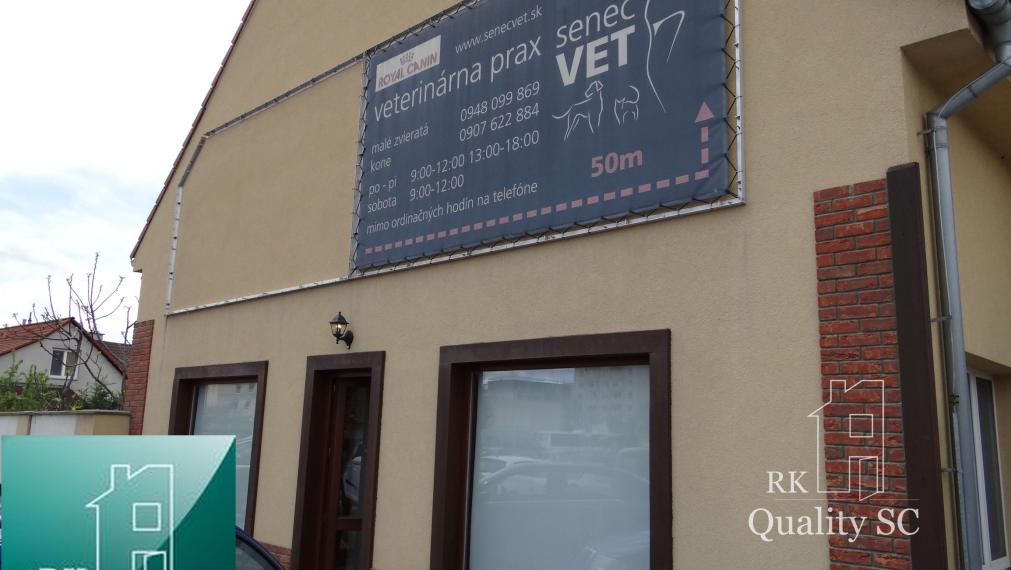 ROYAL CANIN
www.senecvet.sk
veterinárna prax
senec
VET
malé zvieratá 0948 099 869
kone 0907 622 884
po - pi 9:00-12:00 13:00-18:00
sobota 9:00-12:00
mimo ordinačných hodín na telefóne
50m
RK
Quality SC
RK